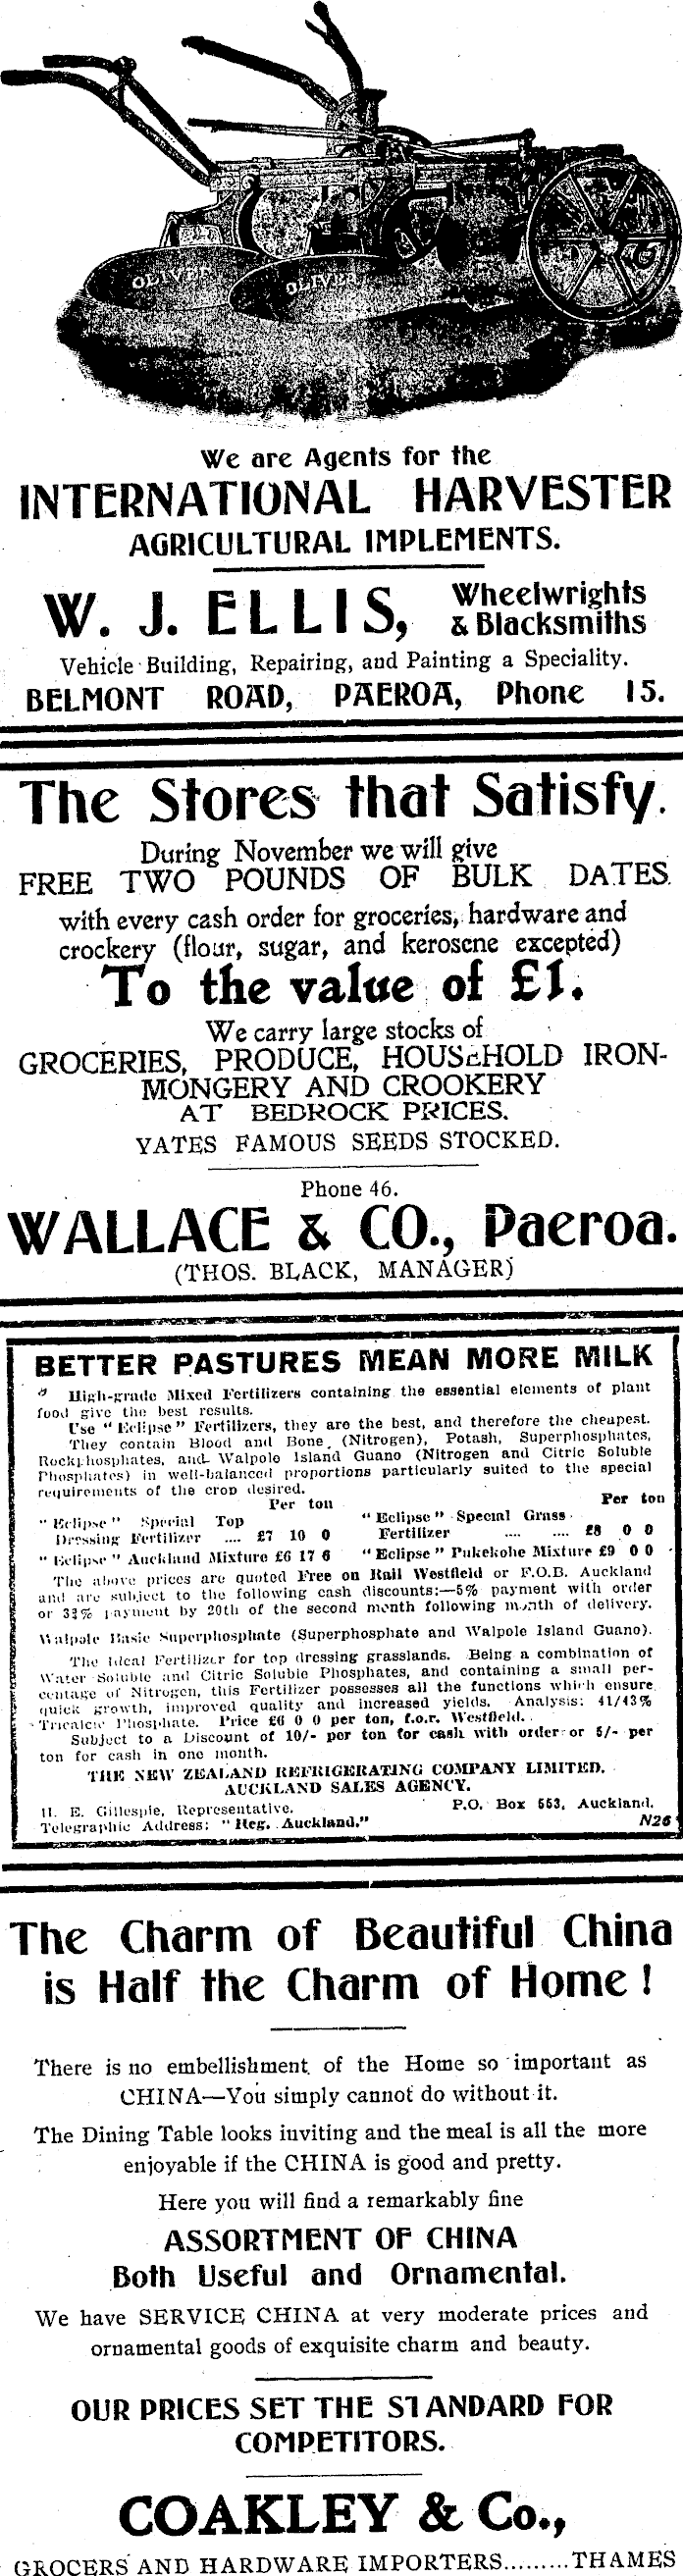 OLIVER
OLIVER
We are Agents for the
INTERNATIONAL HARVESTER
AGRICULTURAL IMPLEMENTS.
W. J. ELLIS, Wheelwrights
& Blacksmiths
Vehicle Building, Repairing, and Painting a Speciality.
BELMONT ROAD, PAEROA, Phone 15.
The Stores that Satisfy.
During November we will give
FREE TWO POUNDS OF BULK DATES.
with every cash order for groceries, hardware and
crockery (flour, sugar, and kerosene excepted)
To the value of £1.
We carry large stocks of
GROCERIES, PRODUCE, HOUSEHOLD IRON-
MONGERY AND CROOKERY
AT BEDROCK PRICES.
YATES FAMOUS SEEDS STOCKED.
Phone 46.
WALLACE & CO., Paeroa.
(THOS. BLACK, MANAGER)
BETTER PASTURES MEAN MORE MILK
High-grade Mixed Fertilizers containing the essential elements of plant
food give the best results.
Use "Eclipse" Fertilizers, they are the best, and therefore the cheapest.
They contain Blood and Bone (Nitrogen), Potash, Superphosphates,
Rockphosphates, and Walpole Island Guano (Nitrogen and Citric Soluble
Phosphates) in well-balanced proportions particularly suited to the special
requirements of the crop desired.
Per ton Per ton
"Eclipse" Special Top "Eclipse" Special Grass
Dressing Fertilizer .... £7 10 0 Fertilizer .... .... £8 0 0
"Eclipse" Auckland Mixture £6 17 6 "Eclipse" Pukekohe Mixture £9 0 0
The above prices are quoted Free on Rail Westfield or F.O.B. Auckland
and are subject to the following cash discounts:—5% payment with order
or 3¾% payment by 20th of the second month following month of delivery.
Walpole Basic Superphosphate (Superphosphate and Walpole Island Guano).
The Ideal Fertilizer for top dressing grasslands. Being a combination of
Water Soluble and Citric Soluble Phosphates, and containing a small per-
centage of Nitrogen, this Fertilizer possesses all the functions which ensure
quick growth, improved quality and increased yields. Analysis: 41/43%
Tricalcic Phosphate. Price £6 0 0 per ton, f.o.r. Westfield.
Subject to a Discount of 10/- per ton for cash with order or 5/- per
ton for cash in one month.
THE NEW ZEALAND REFRIGERATING COMPANY LIMITED.
AUCKLAND SALES AGENCY.
H. E. Gillespie, Representative. P.O. Box 553, Auckland.
Telegraphic Address: "Reg. Auckland." N26
The Charm of Beautiful China
is Half the Charm of Home!
There is no embellishment of the Home so important as
CHINA—You simply cannot do without it.
The Dining Table looks inviting and the meal is all the more
enjoyable if the CHINA is good and pretty.
Here you will find a remarkably fine
ASSORTMENT OF CHINA
Both Useful and Ornamental.
We have SERVICE CHINA at very moderate prices and
ornamental goods of exquisite charm and beauty.
OUR PRICES SET THE STANDARD FOR
COMPETITORS.
COAKLEY & Co.,
GROCERS AND HARDWARE IMPORTERS.........THAMES